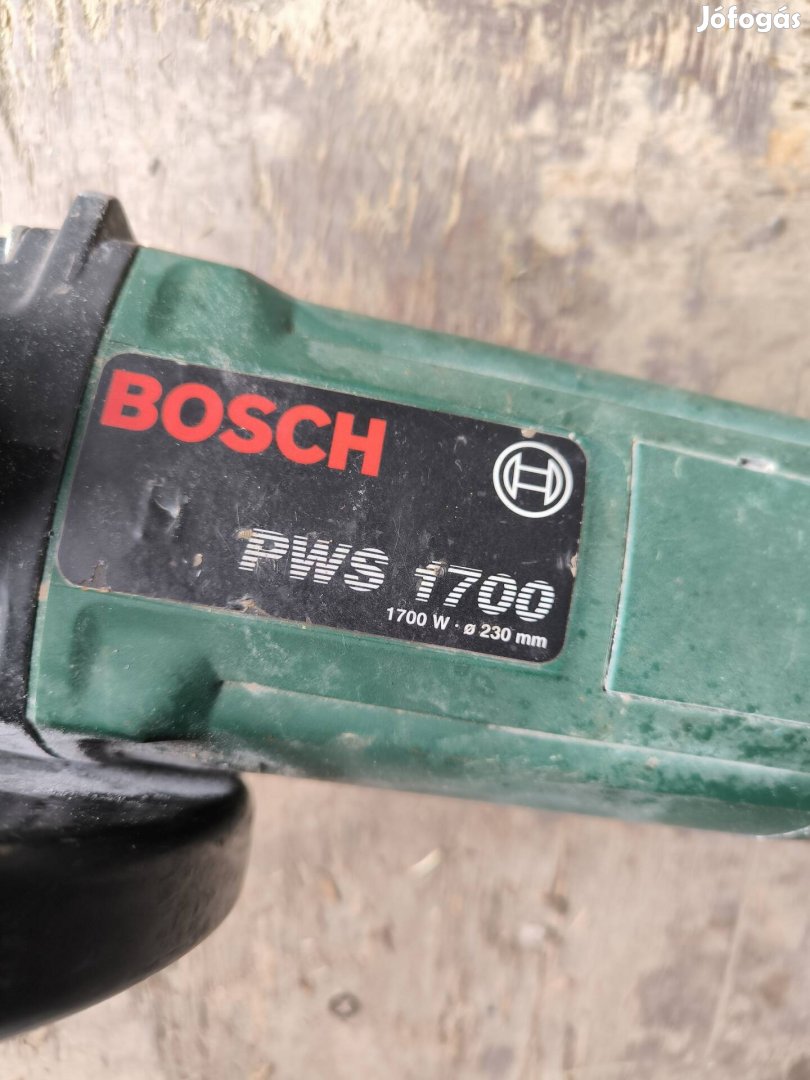 Jófogás
BOSCH
PWS 1700
1700 W · ø 230 mm